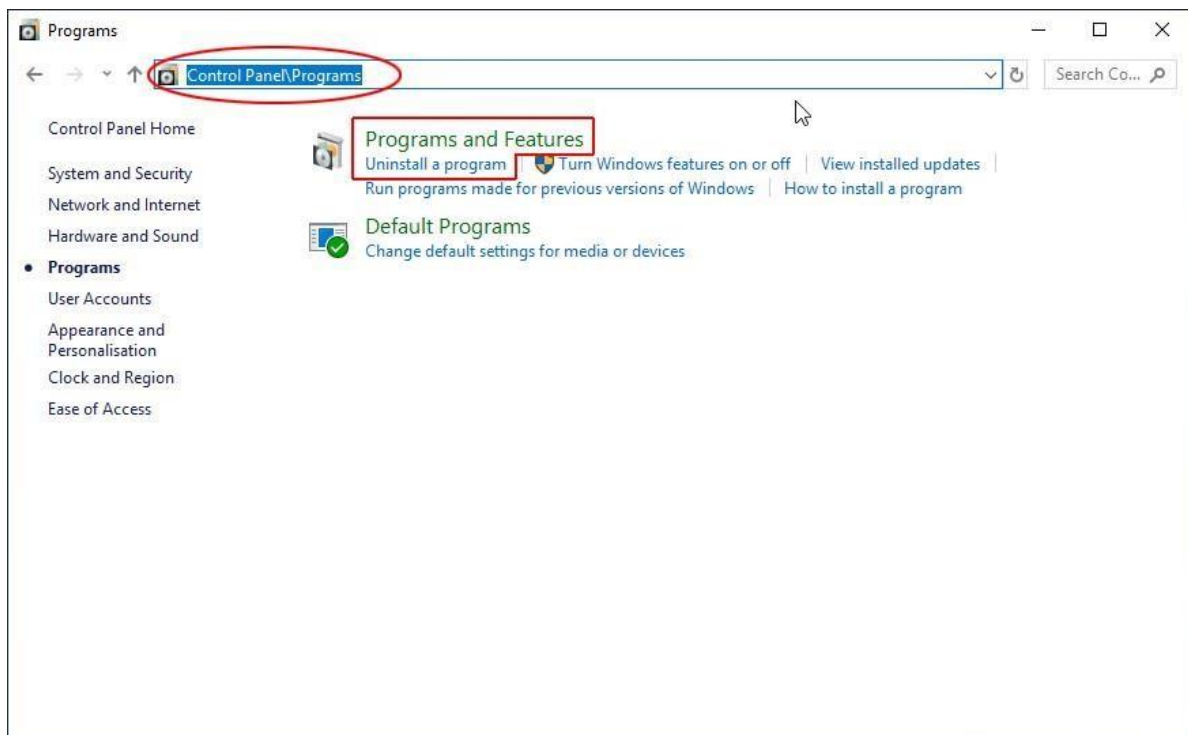 Programs
Control Panel\Programs
Search Co...
Control Panel Home
System and Security
Network and Internet
Hardware and Sound
Programs
User Accounts
Appearance and
Personalisation
Clock and Region
Ease of Access
Programs and Features
Uninstall a program Turn Windows features on or off View installed updates
Run programs made for previous versions of Windows How to install a program
Default Programs
Change default settings for media or devices